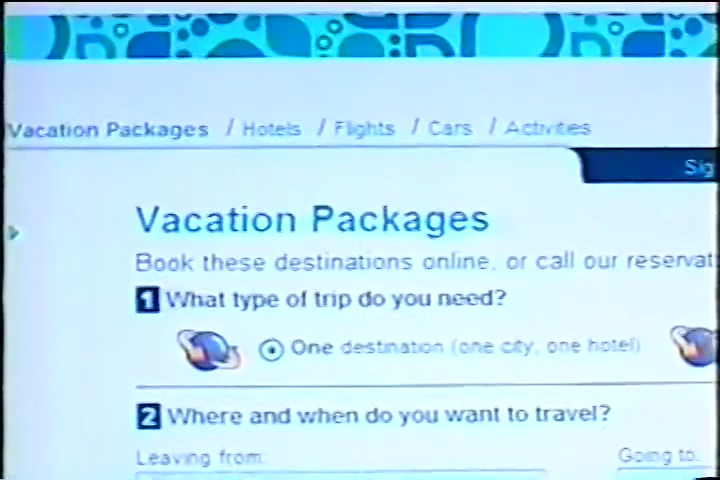 Vacation Packages / Hotels / Flights / Cars / Activities
Vacation Packages
Book these destinations online, or call our
1 What type of trip do you need?
One destination (one city, one hotel)
2 Where and when do you want to travel?
Leaving from:
Going to: